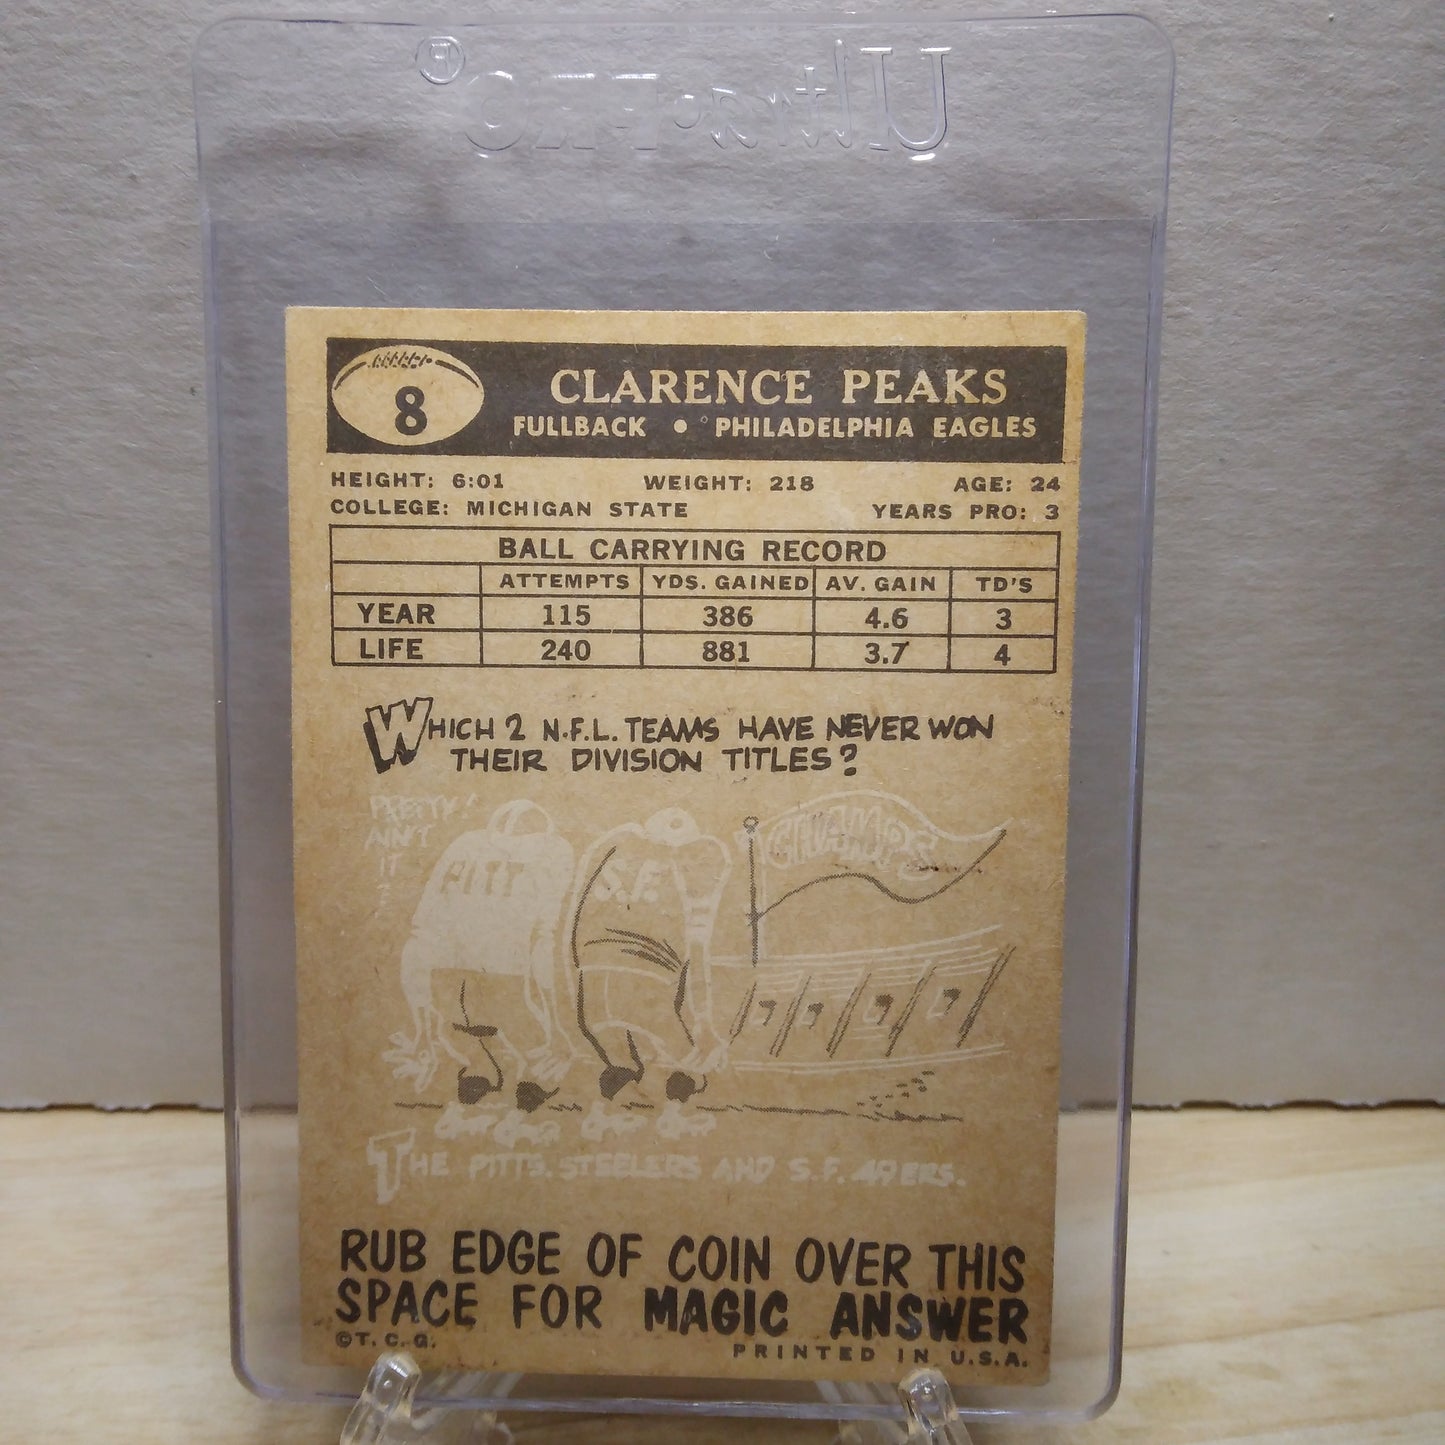 Ultra PRO®
8
CLARENCE PEAKS
FULLBACK • PHILADELPHIA EAGLES
HEIGHT: 6:01 WEIGHT: 218 AGE: 24
COLLEGE: MICHIGAN STATE YEARS PRO: 3
BALL CARRYING RECORD
ATTEMPTS YDS. GAINED AV. GAIN TD'S
YEAR 115 386 4.6 3
LIFE 240 881 3.7 4
WHICH 2 N.F.L. TEAMS HAVE NEVER WON
THEIR DIVISION TITLES?
PRETTY!
AIN'T
IT
PITT
S.F.
CHAMPS
THE PITTS. STEELERS AND S.F. 49ERS.
RUB EDGE OF COIN OVER THIS
SPACE FOR MAGIC ANSWER
©T.C.G.
PRINTED IN U.S.A.